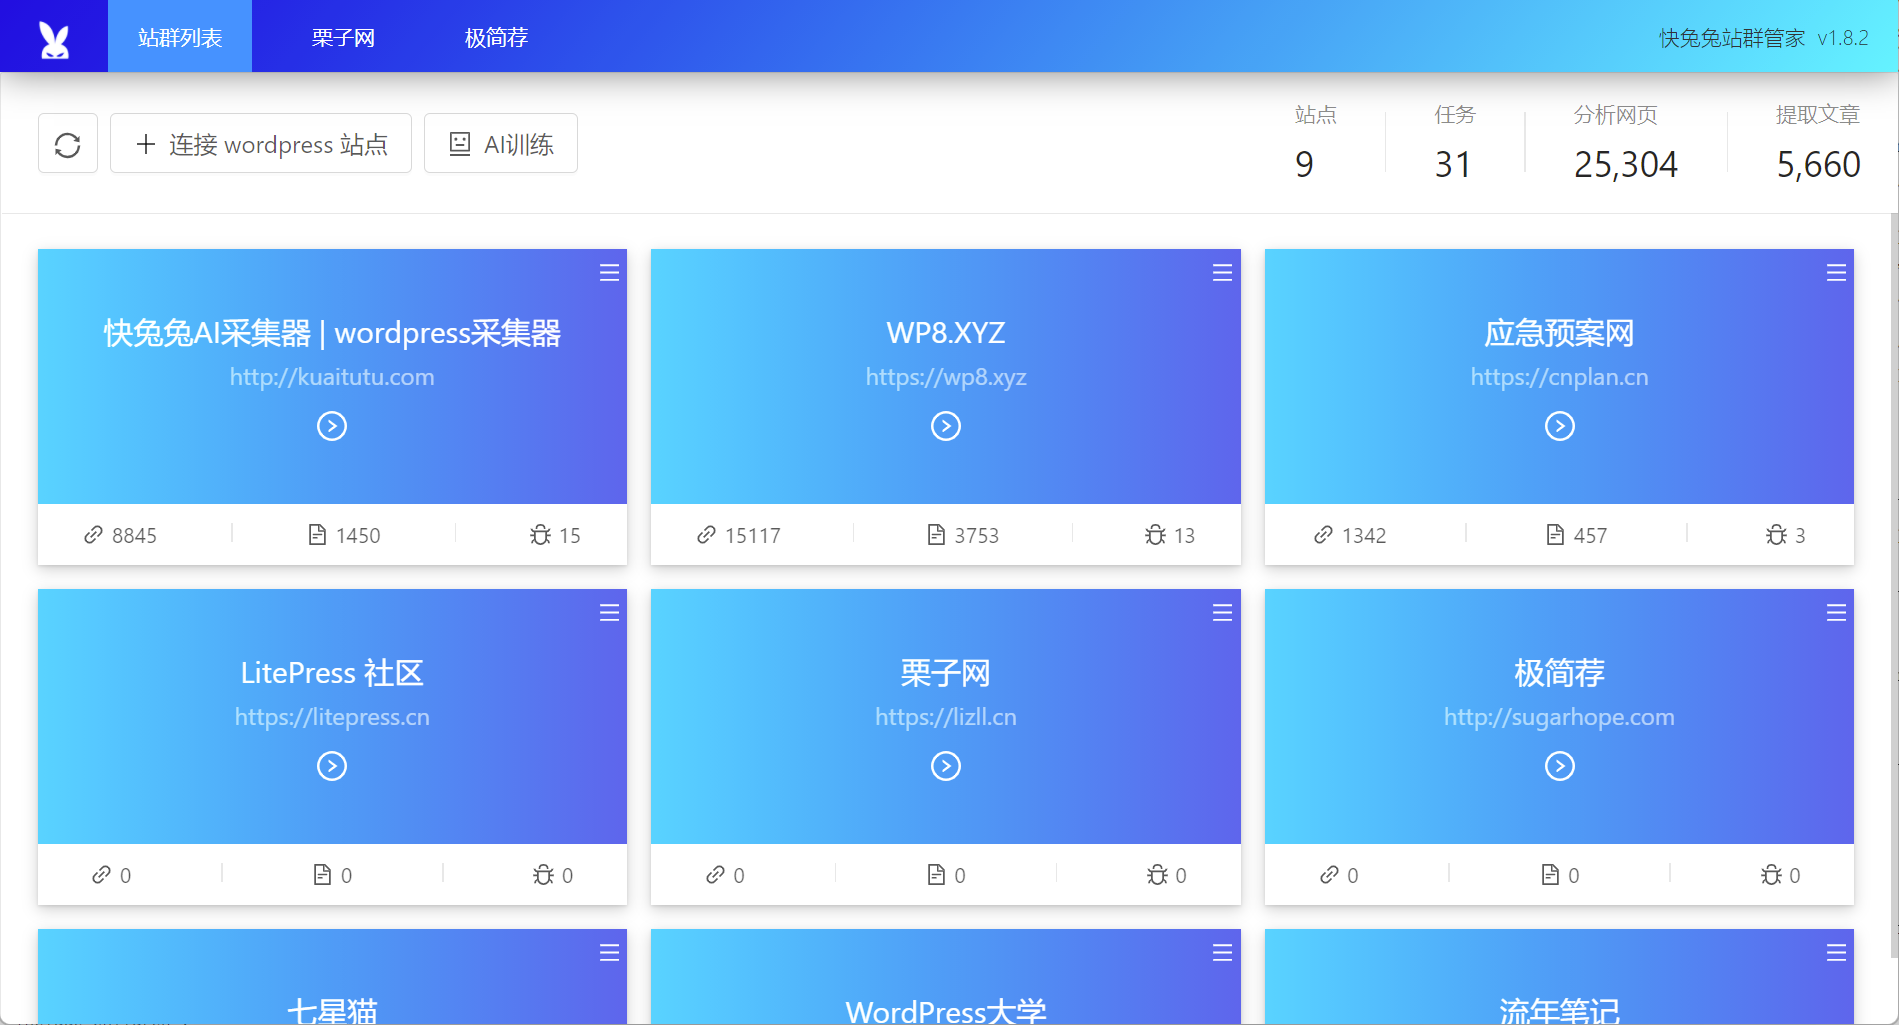 站群列表 栗子网 极简荐 快兔兔站群管家 v1.8.2
连接 wordpress 站点 AI训练
站点 任务 分析网页 提取文章
9 31 25,304 5,660
快兔兔AI采集器 | wordpress采集器
http://kuaitutu.com
8845 1450 15
WP8.XYZ
https://wp8.xyz
15117 3753 13
应急预案网
https://cnplan.cn
1342 457 3
LitePress 社区
https://litepress.cn
0 0 0
栗子网
https://lizll.cn
0 0 0
极简荐
http://sugarhope.com
0 0 0
七星猫
WordPress大学
流年笔记